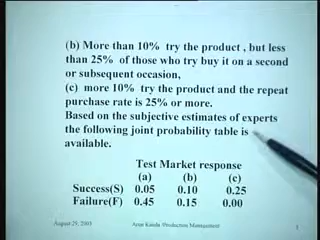 (b) More than 10% try the product , but less
than 25% of those who try buy it on a second
or subsequent occasion,
(c) more 10% try the product and the repeat
purchase rate is 25% or more.
Based on the subjective estimates of experts
the following joint probability table is
available.
Test Market response
(a) (b) (c)
Success(S) 0.05 0.10 0.25
Failure(F) 0.45 0.15 0.00
August 29, 2003 Arun Kanda /Production Management